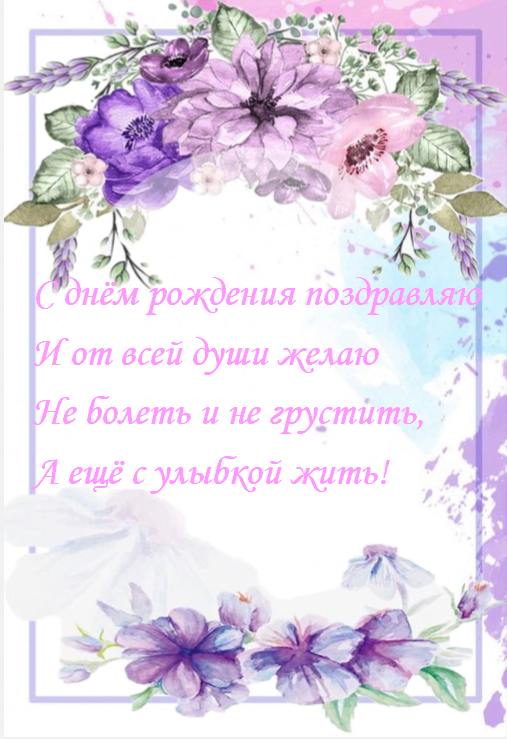 С днём рождения поздравляю
И от всей души желаю
Не болеть и не грустить,
А ещё с улыбкой жить!